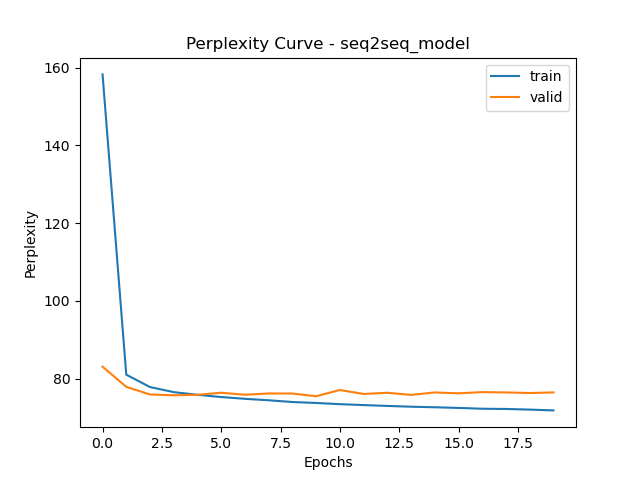 Perplexity Curve - seq2seq_model
train
valid
Perplexity
160
140
120
100
80
0.0 2.5 5.0 7.5 10.0 12.5 15.0 17.5
Epochs